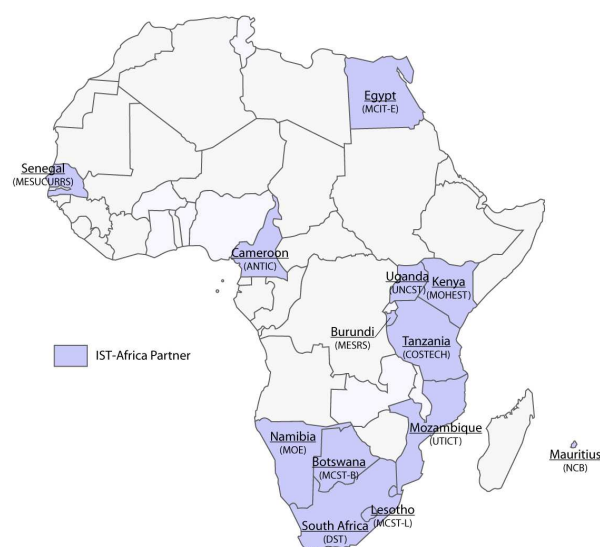 Egypt
(MCIT-E)
Senegal
(MESUCURRS)
Cameroon
(ANTIC)
Uganda
(UNCST)
Kenya
(MOHEST)
Burundi
(MESRS)
Tanzania
(COSTECH)
IST-Africa Partner
Namibia
(MOE)
Mozambique
(UTICT)
Mauritius
(NCB)
Botswana
(MCST-B)
Lesotho
(MCST-L)
South Africa
(DST)